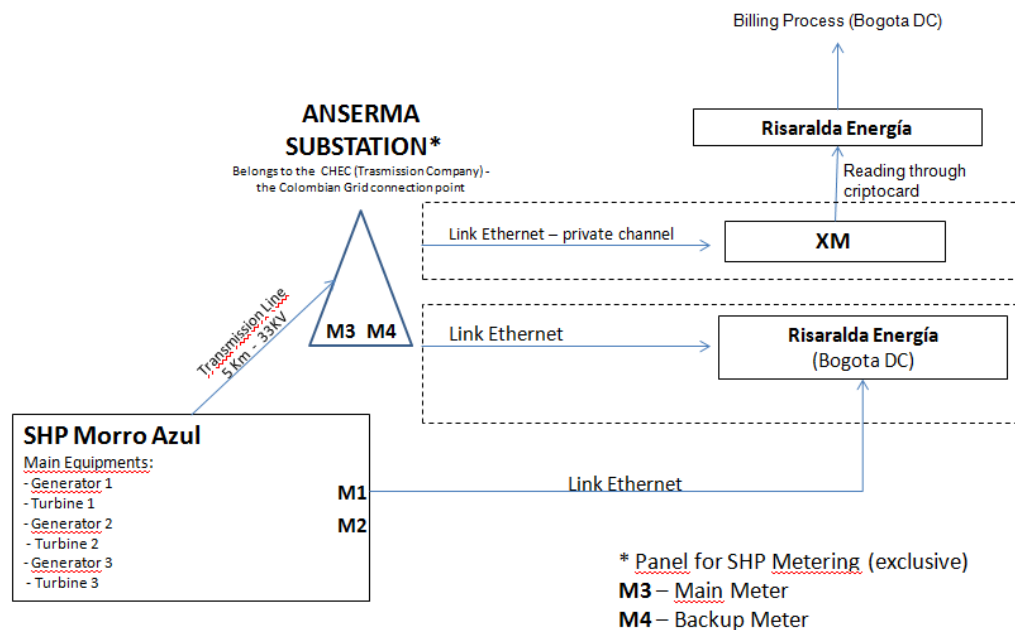 Billing Process (Bogota DC)
ANSERMA
SUBSTATION*
Belongs to the CHEC (Trasmission Company) -
the Colombian Grid connection point
Risaralda Energía
Reading through
criptocard
Link Ethernet – private channel
XM
Transmission Line
5 Km - 33KV
M3 M4
Link Ethernet
Risaralda Energía
(Bogota DC)
SHP Morro Azul
Main Equipments:
- Generator 1
- Turbine 1
- Generator 2
- Turbine 2
- Generator 3
- Turbine 3
M1
M2
Link Ethernet
* Panel for SHP Metering (exclusive)
M3 – Main Meter
M4 – Backup Meter